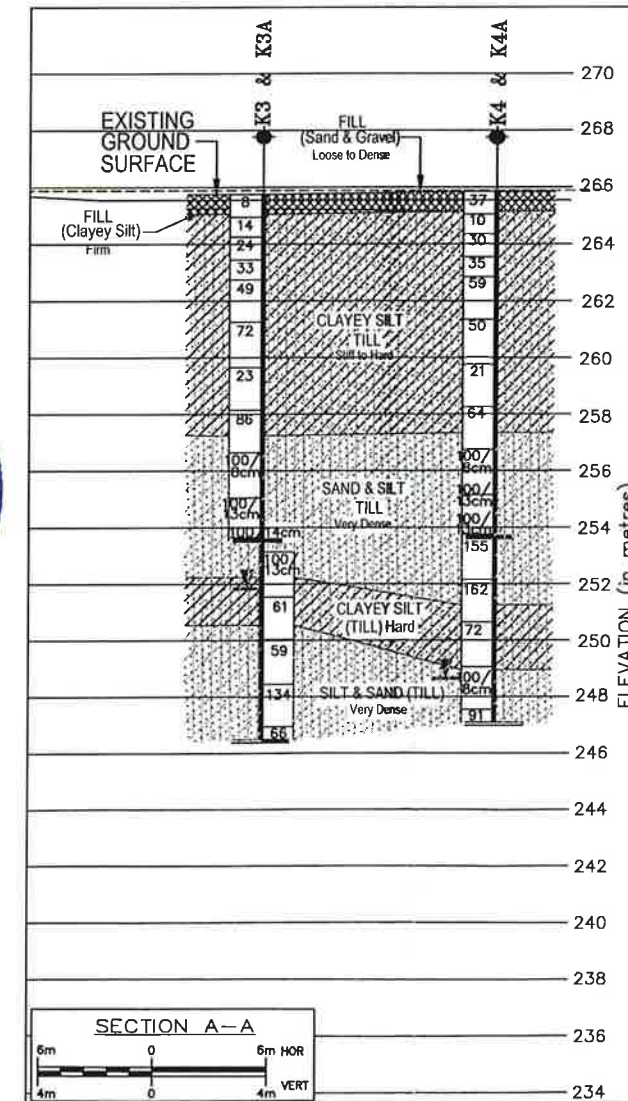 K3 & K3A
K4 & K4A
270
268
266
264
262
260
258
256
254
252
250
248
246
244
242
240
238
236
234
ELEVATION (in metres)
EXISTING
GROUND
SURFACE
FILL
(Sand & Gravel)
Loose to Dense
FILL
(Clayey Silt)
Firm
CLAYEY SILT
TILL
Stiff to Hard
SAND & SILT
TILL
Very Dense
CLAYEY SILT
(TILL) Hard
SILT & SAND (TILL)
Very Dense
8
14
24
33
49
72
23
86
100/
8cm
100/
13cm
100/14cm
100/
13cm
61
59
134
66
37
10
30
35
59
50
21
64
100/
8cm
100/
13cm
100/
155
162
72
100/
8cm
91
SECTION A-A
6m 0 6m HOR
4m 0 4m VERT